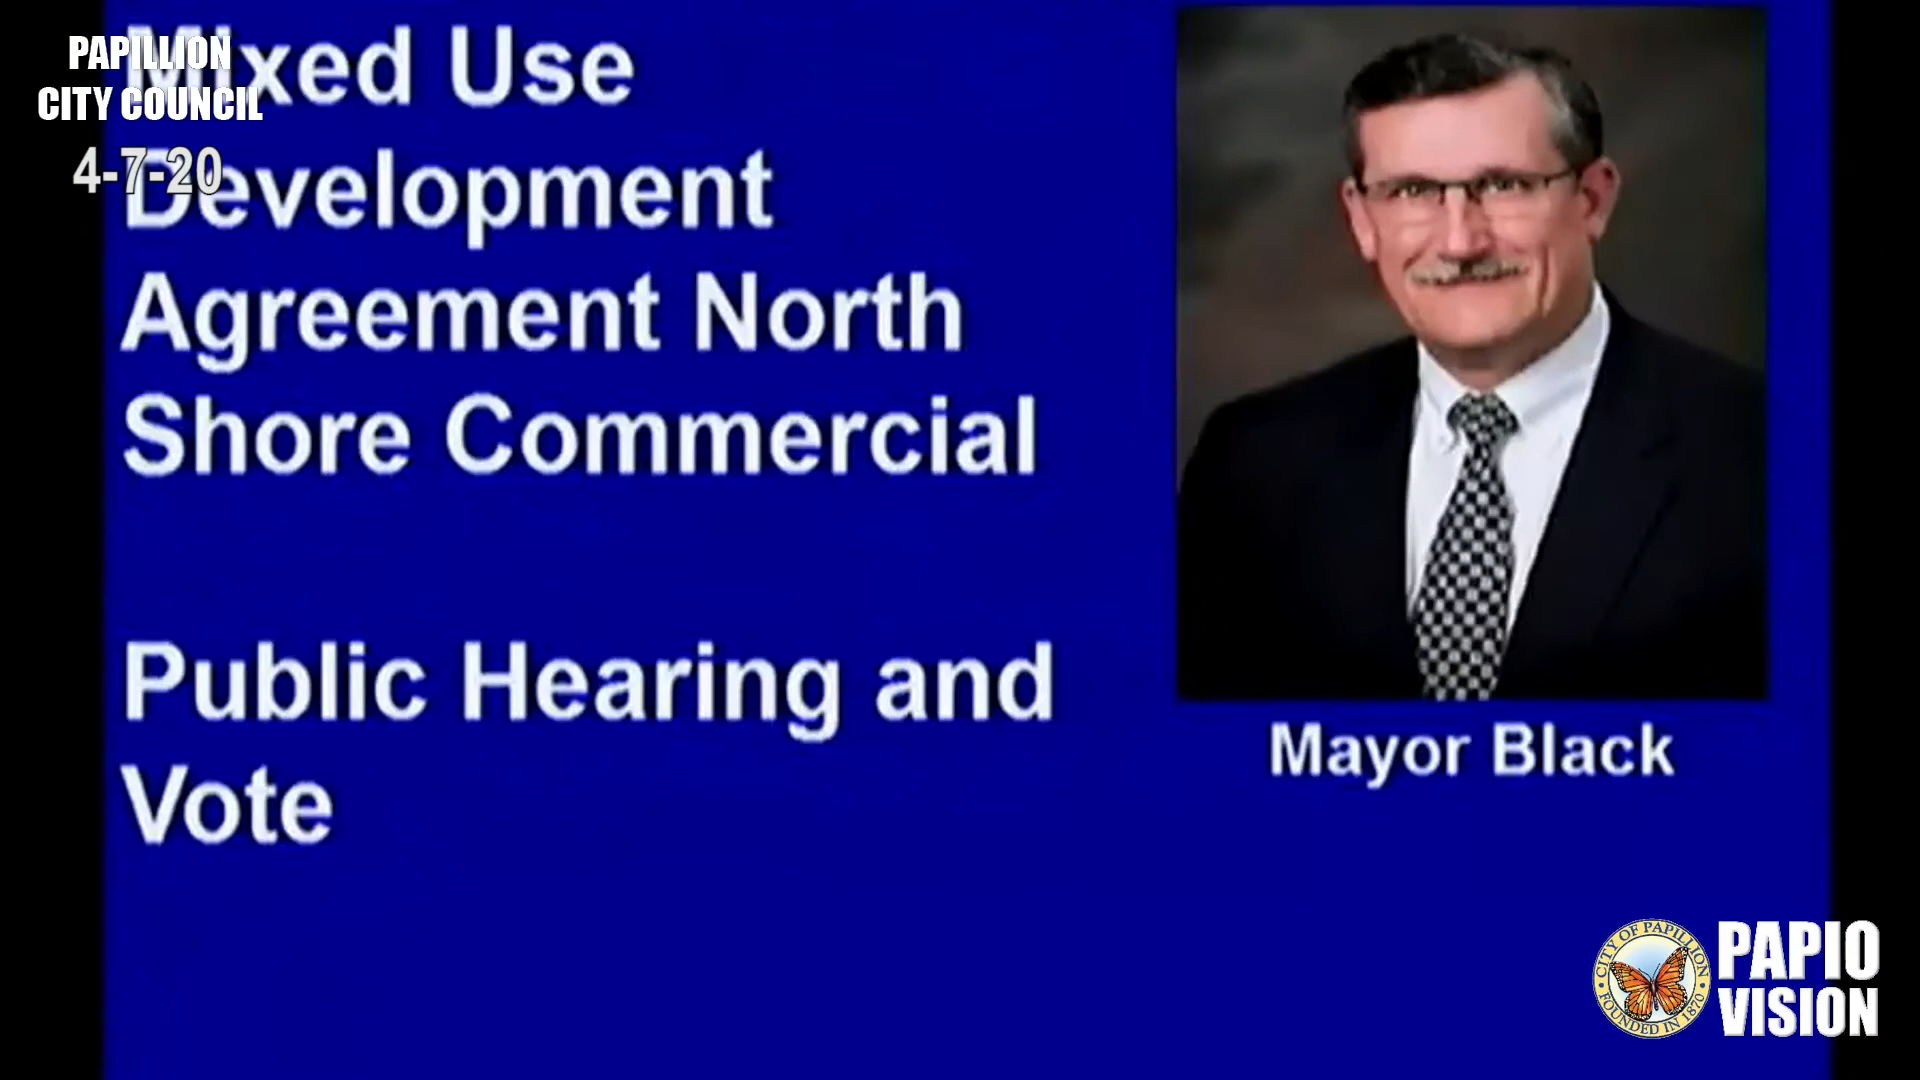 PAPILLION
CITY COUNCIL
4-7-20
Mixed Use
Development
Agreement North
Shore Commercial
Public Hearing and
Vote
Mayor Black
CITY OF PAPILLION
FOUNDED IN 1870
PAPIO
VISION